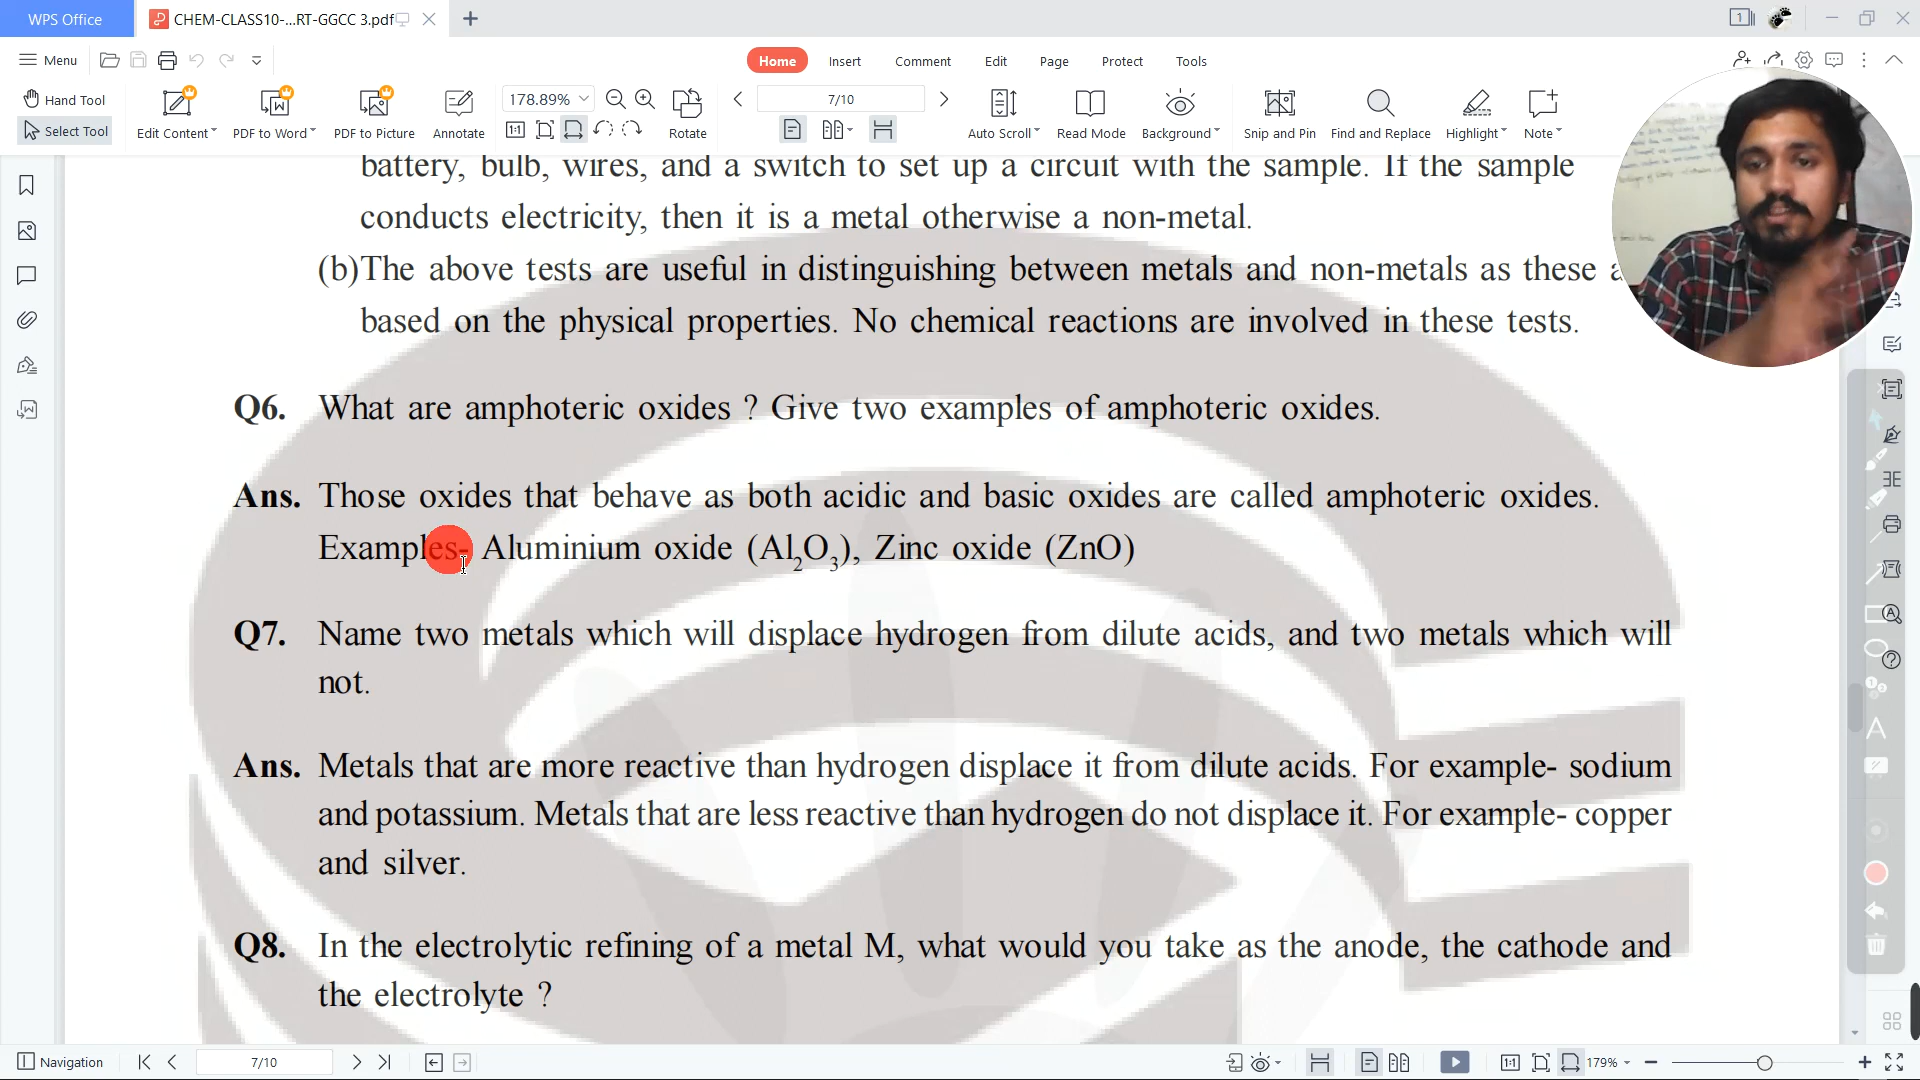 WPS Office
CHEM-CLASS10-...RT-GGCC 3.pdf
1
Menu
Home Insert Comment Edit Page Protect Tools
Hand Tool
Select Tool
Edit Content
PDF to Word
PDF to Picture
Annotate
178.89%
1:1
Rotate
7/10
Auto Scroll
Read Mode
Background
Snip and Pin
Find and Replace
Highlight
Note
battery, bulb, wires, and a switch to set up a circuit with the sample. If the sample
conducts electricity, then it is a metal otherwise a non-metal.
(b)The above tests are useful in distinguishing between metals and non-metals as these
based on the physical properties. No chemical reactions are involved in these tests.
Q6. What are amphoteric oxides ? Give two examples of amphoteric oxides.
Ans. Those oxides that behave as both acidic and basic oxides are called amphoteric oxides.
Examples- Aluminium oxide (Al₂O₃), Zinc oxide (ZnO)
Q7. Name two metals which will displace hydrogen from dilute acids, and two metals which will
not.
Ans. Metals that are more reactive than hydrogen displace it from dilute acids. For example- sodium
and potassium. Metals that are less reactive than hydrogen do not displace it. For example- copper
and silver.
Q8. In the electrolytic refining of a metal M, what would you take as the anode, the cathode and
the electrolyte ?
Navigation
7/10
1:1
179%